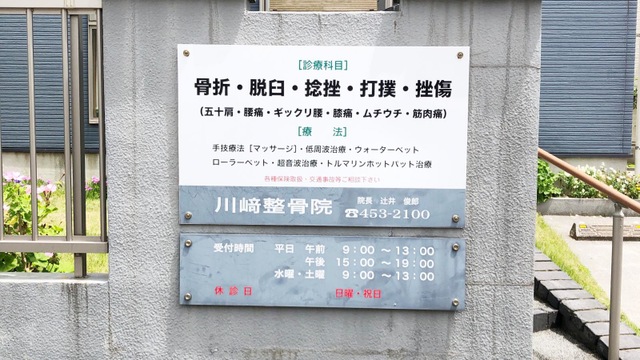 ［診療科目］
骨折・脱臼・捻挫・打撲・挫傷
（五十肩・腰痛・ギックリ腰・膝痛・ムチウチ・筋肉痛）
［療　　法］
手技療法［マッサージ］・低周波治療・ウォーターベット
ローラーベット・超音波治療・トルマリンホットパット治療
各種保険取扱・交通事故等ご相談下さい
川﨑整骨院
院長 辻井 俊郎
☎453-2100
受付時間　平日　午前　9：00 〜 13：00
午後　15：00 〜 19：00
水曜・土曜　9：00 〜 13：00
休診日　日曜・祝日